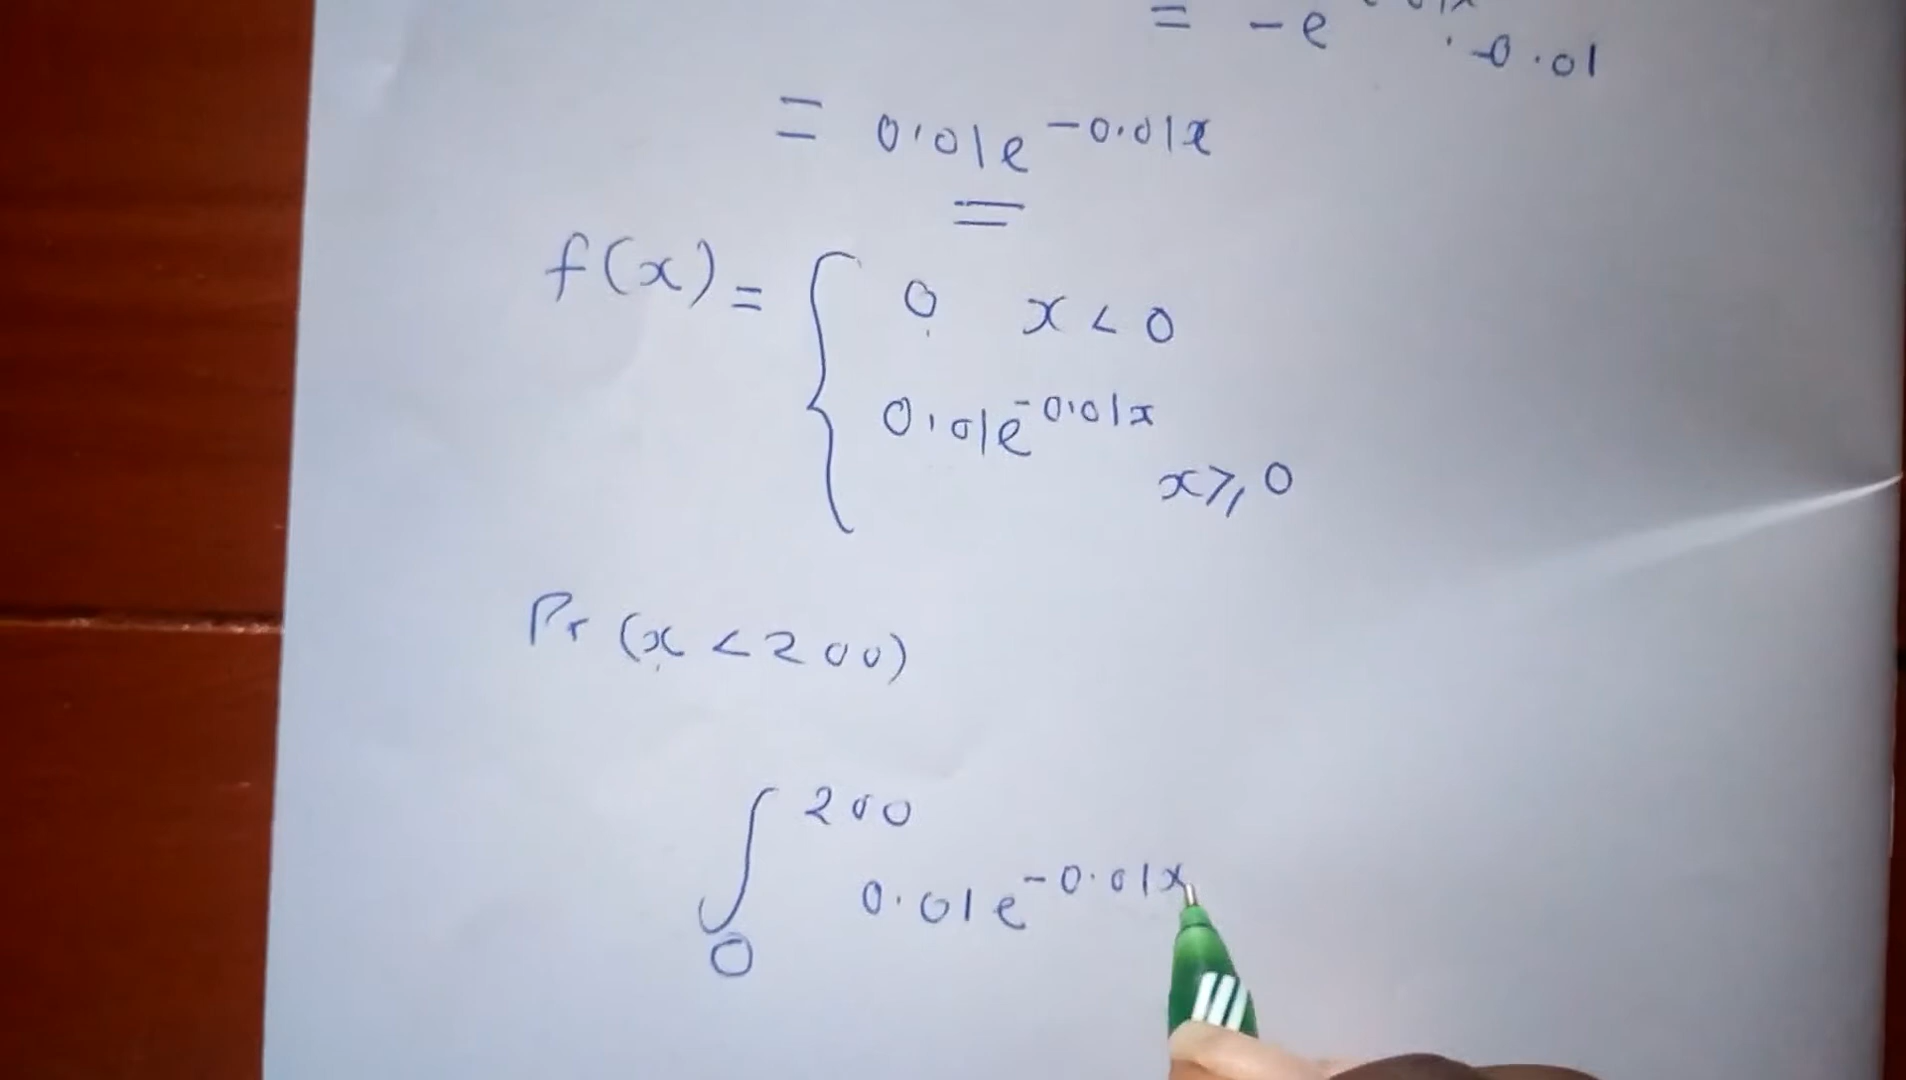 = -e · -0.01
= 0.01e^{-0.01x}
f(x) = { 0 x < 0
0.01e^{-0.01x}
x ≥ 0
Pr (x < 200)
∫_0^{200} 0.01e^{-0.01x}